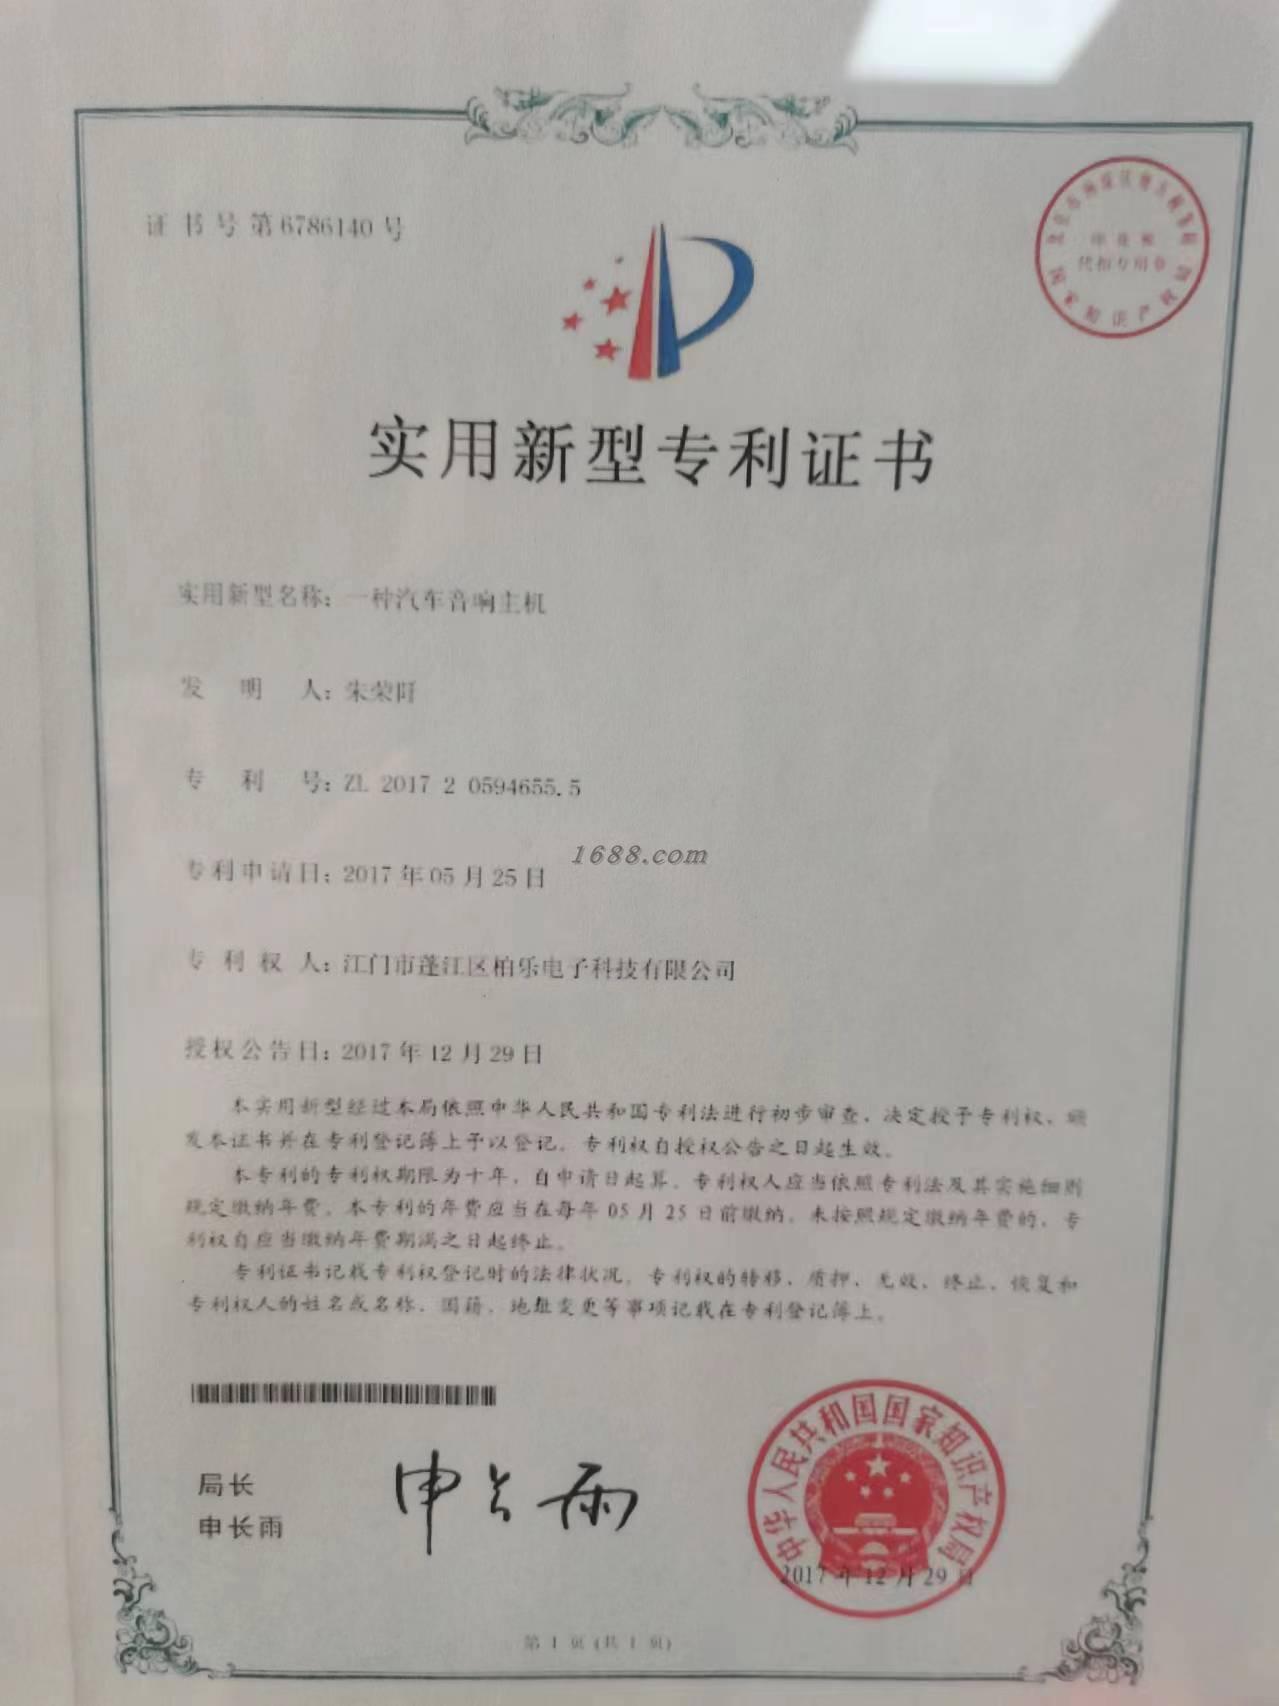 证书号第6786140号
印花税
代扣专用章
国家知识产权局
实用新型专利证书
实用新型名称：一种汽车音响主机
发明人：朱荣
专利号：ZL 2017 2 0594655.5
1688.com
专利申请日：2017年05月25日
专利权人：江门市蓬江区柏乐电子科技有限公司
授权公告日：2017年12月29日
本实用新型经过本局依照中华人民共和国专利法进行初步审查，决定授予专利权，颁
发本证书并在专利登记簿上予以登记。专利权自授权公告之日起生效。
本专利的专利权期限为十年，自申请日起算。专利权人应当依照专利法及其实施细则
规定缴纳年费。本专利的年费应当在每年05月25日前缴纳。未按照规定缴纳年费的，专
利权自应当缴纳年费期满之日起终止。
专利证书记载专利权登记时的法律状况。专利权的转移、质押、无效、终止、恢复和
专利权人的姓名或名称、国籍、地址变更等事项记载在专利登记簿上。
局长
申长雨
申长雨
中华人民共和国国家知识产权局
2017年12月29日
第1页(共1页)